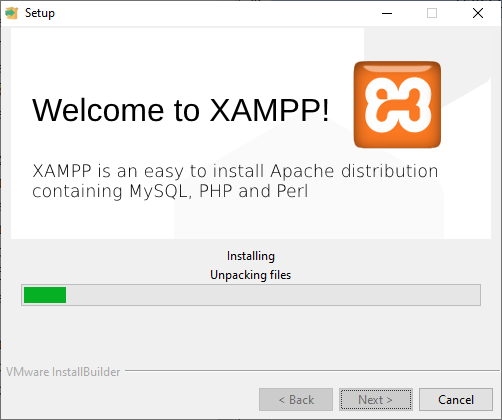 Setup
Welcome to XAMPP!
XAMPP is an easy to install Apache distribution
containing MySQL, PHP and Perl
Installing
Unpacking files
VMware InstallBuilder
< Back
Next >
Cancel